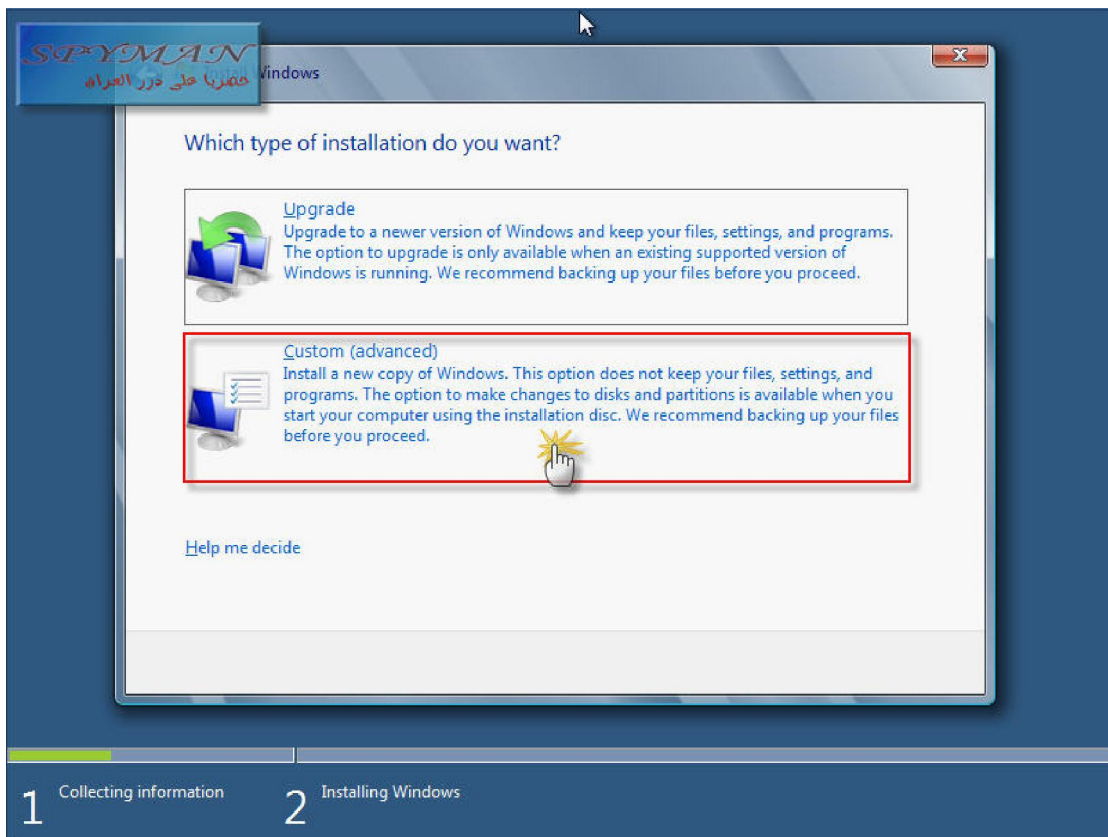 SPYMAN
حصريا على درر العراق
Install Windows
x
Which type of installation do you want?
Upgrade
Upgrade to a newer version of Windows and keep your files, settings, and programs.
The option to upgrade is only available when an existing supported version of
Windows is running. We recommend backing up your files before you proceed.
Custom (advanced)
Install a new copy of Windows. This option does not keep your files, settings, and
programs. The option to make changes to disks and partitions is available when you
start your computer using the installation disc. We recommend backing up your files
before you proceed.
Help me decide
1 Collecting information
2 Installing Windows